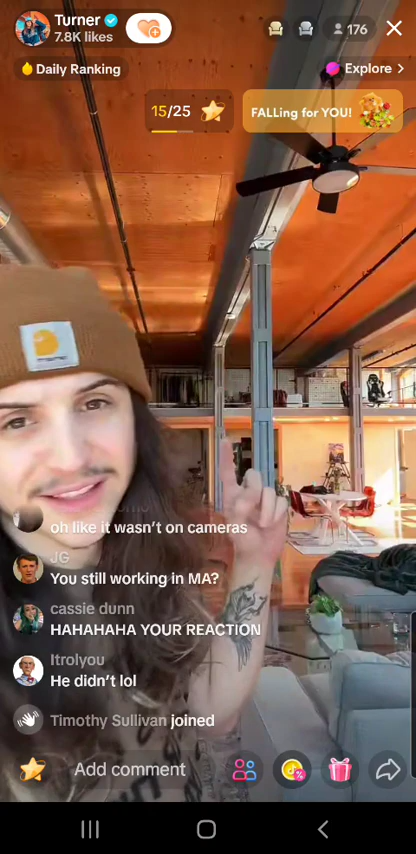 Turner
7.8K likes
176
Daily Ranking
Explore >
15/25
FALLing for YOU!
oh like it wasn't on cameras
JG
You still working in MA?
cassie dunn
HAHAHAHA YOUR REACTION
Itrolyou
He didn't lol
Timothy Sullivan joined
Add comment